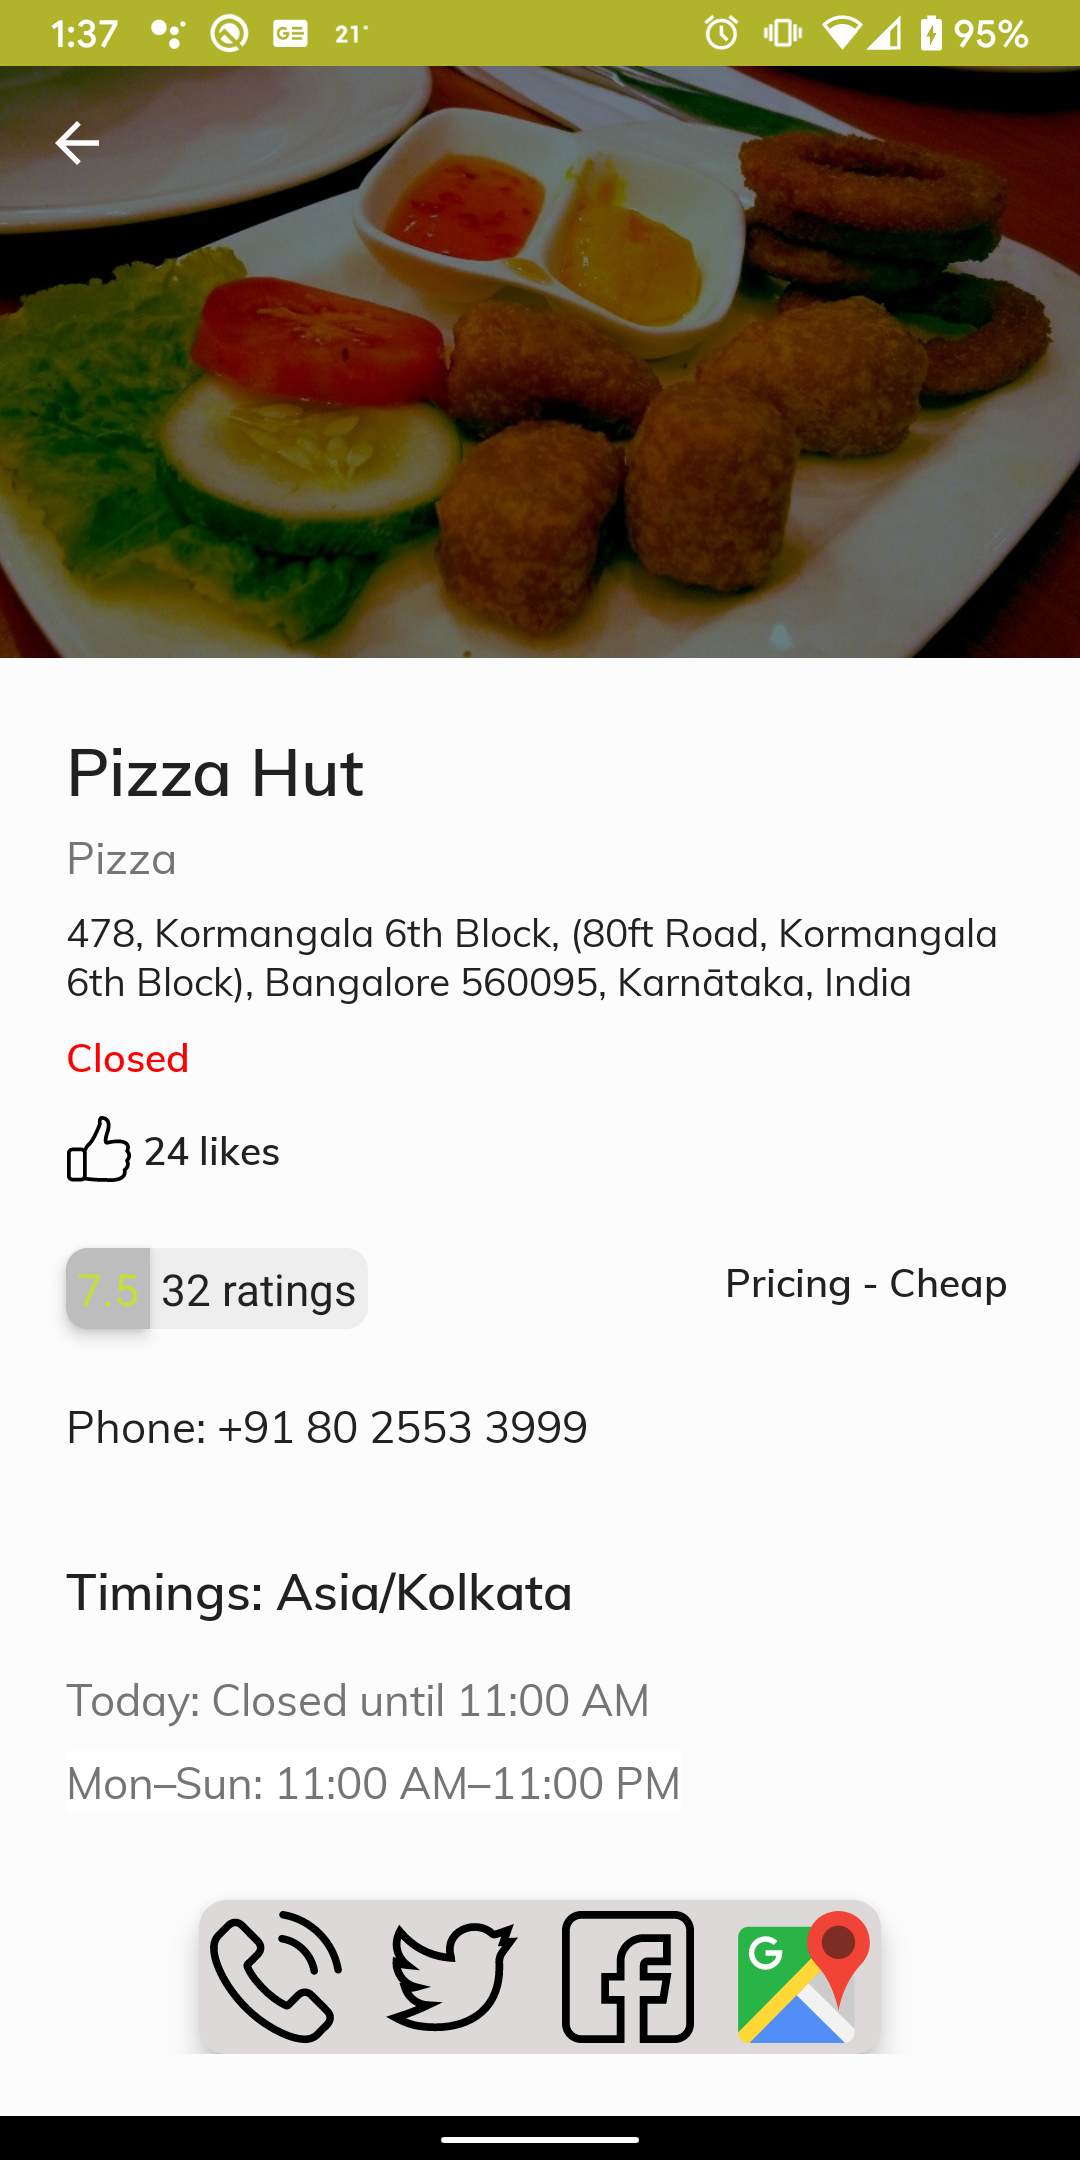 1:37 GE 21° 95%
Pizza Hut
Pizza
478, Kormangala 6th Block, (80ft Road, Kormangala
6th Block), Bangalore 560095, Karnātaka, India
Closed
24 likes
7.5 32 ratings
Pricing - Cheap
Phone: +91 80 2553 3999
Timings: Asia/Kolkata
Today: Closed until 11:00 AM
Mon–Sun: 11:00 AM–11:00 PM
G